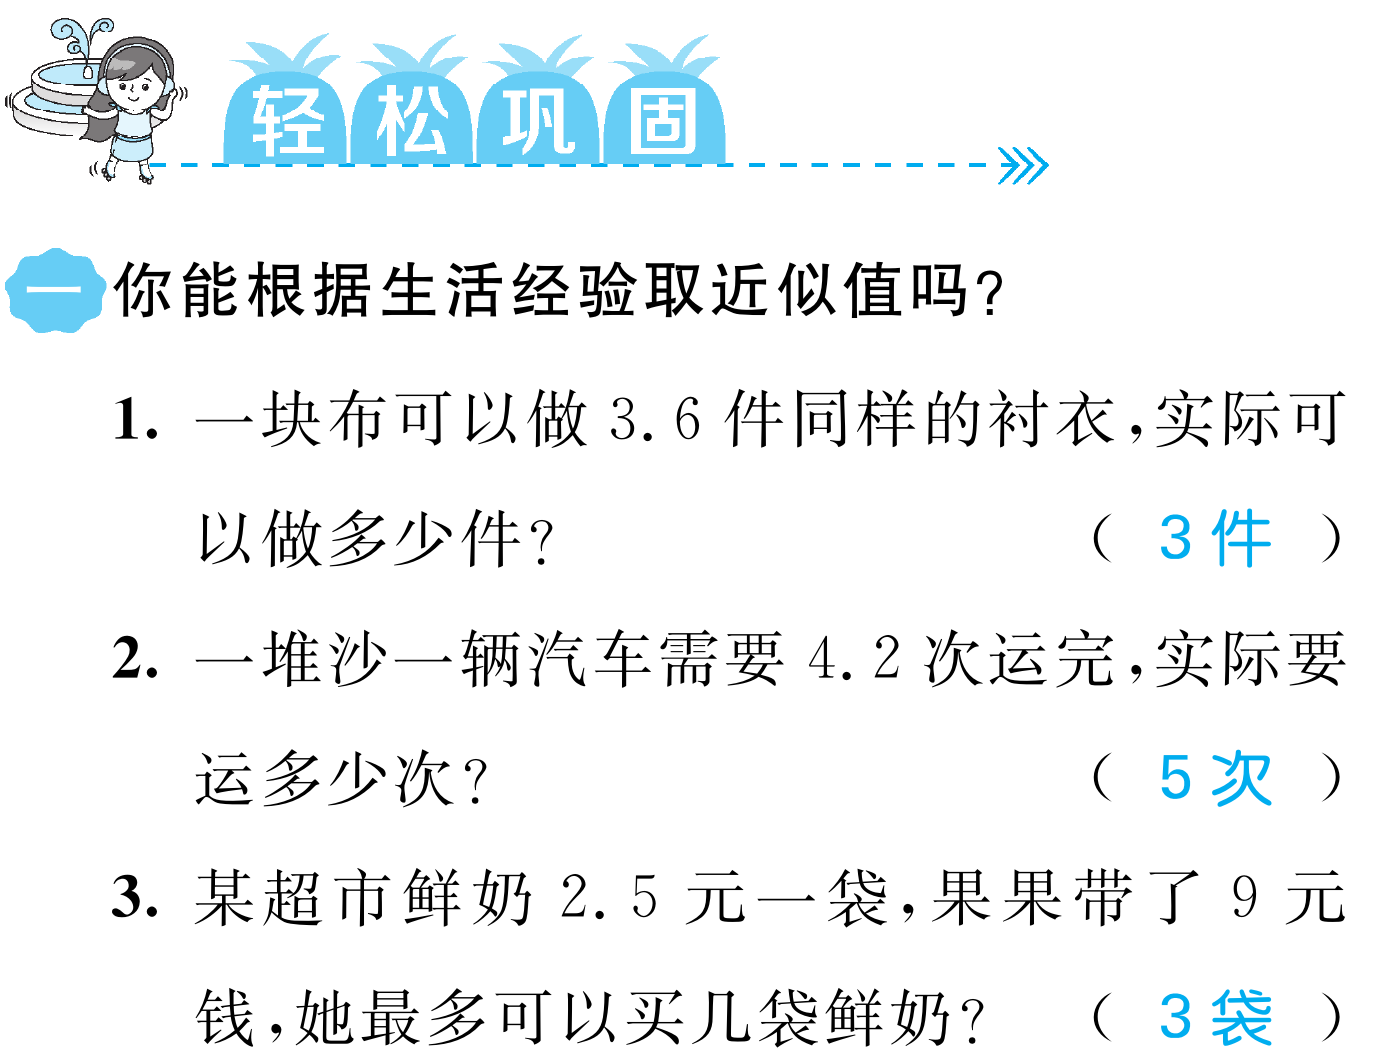 轻松巩固
一 你能根据生活经验取近似值吗?
1. 一块布可以做 3.6 件同样的衬衣,实际可
以做多少件? ( 3件 )
2. 一堆沙一辆汽车需要 4.2 次运完,实际要
运多少次? ( 5次 )
3. 某超市鲜奶 2.5 元一袋,果果带了 9 元
钱,她最多可以买几袋鲜奶? ( 3袋 )